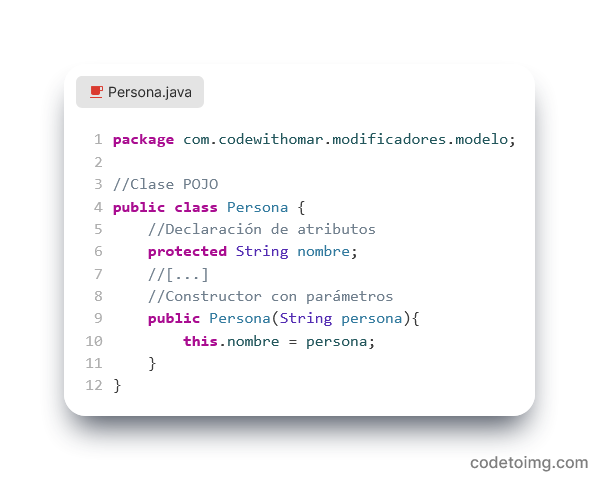 Persona.java
1 package com.codewithomar.modificadores.modelo;
2
3 //Clase POJO
4 public class Persona {
5     //Declaración de atributos
6     protected String nombre;
7     //[...]
8     //Constructor con parámetros
9     public Persona(String persona){
10         this.nombre = persona;
11     }
12 }
codetoimg.com